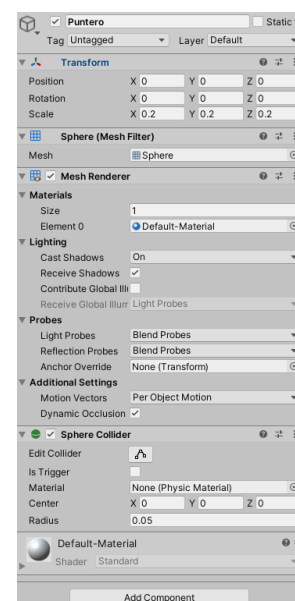 Puntero Static
Tag Untagged Layer Default
Transform
Position X 0 Y 0 Z 0
Rotation X 0 Y 0 Z 0
Scale X 0.2 Y 0.2 Z 0.2
Sphere (Mesh Filter)
Mesh Sphere
Mesh Renderer
Materials
Size 1
Element 0 Default-Material
Lighting
Cast Shadows On
Receive Shadows
Contribute Global Illu
Receive Global Illum Light Probes
Probes
Light Probes Blend Probes
Reflection Probes Blend Probes
Anchor Override None (Transform)
Additional Settings
Motion Vectors Per Object Motion
Dynamic Occlusion
Sphere Collider
Edit Collider
Is Trigger
Material None (Physic Material)
Center X 0 Y 0 Z 0
Radius 0.05
Default-Material
Shader Standard
Add Component